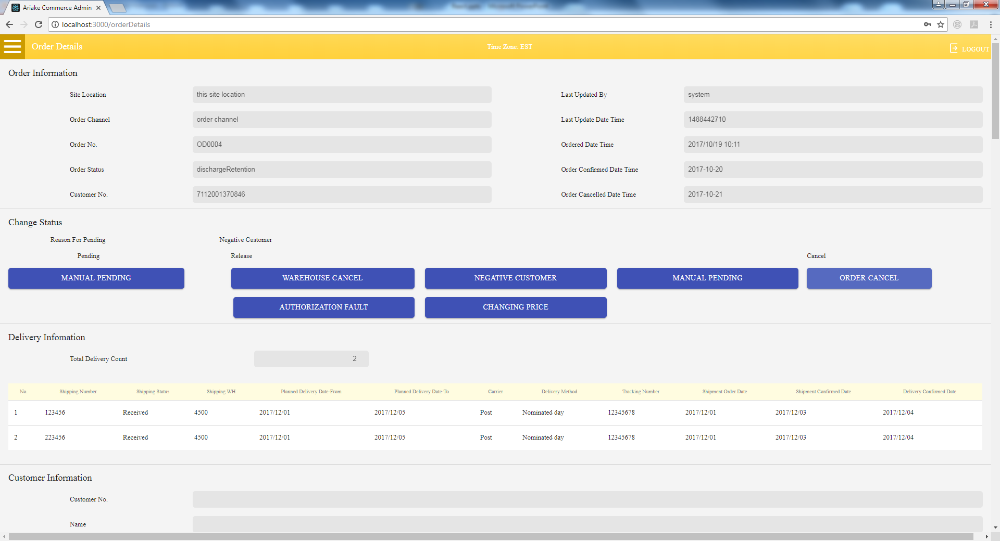 Ariake Commerce Admin
localhost:3000/orderDetails
Order Details Time Zone: EST LOGOUT
Order Information
Site Location this site location Last Updated By system
Order Channel order channel Last Update Date Time 1488442710
Order No. OD0004 Ordered Date Time 2017/10/19 10:11
Order Status dischargeRetention Order Confirmed Date Time 2017-10-20
Customer No. 7112001370846 Order Cancelled Date Time 2017-10-21
Change Status
Reason For Pending Negative Customer
Pending Release Cancel
MANUAL PENDING WAREHOUSE CANCEL NEGATIVE CUSTOMER MANUAL PENDING ORDER CANCEL
AUTHORIZATION FAULT CHANGING PRICE
Delivery Infomation
Total Delivery Count 2
No. Shipping Number Shipping Status Shipping WH Planned Delivery Date-From Planned Delivery Date-To Carrier Delivery Method Tracking Number Shipment Order Date Shipment Confirmed Date Delivery Confirmed Date
1 123456 Received 4500 2017/12/01 2017/12/05 Post Nominated day 12345678 2017/12/01 2017/12/03 2017/12/04
2 223456 Received 4500 2017/12/01 2017/12/05 Post Nominated day 12345678 2017/12/01 2017/12/03 2017/12/04
Customer Information
Customer No.
Name